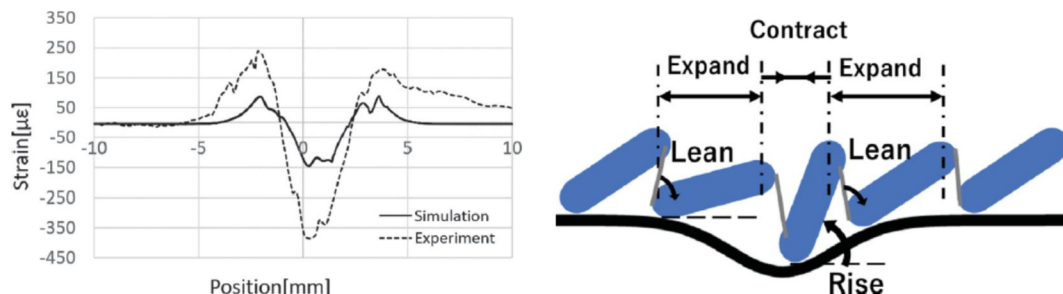 350
250
150
50
-50
-150
-250
-350
-450
Strain[με]
-10
-5
0
5
10
Simulation
Experiment
Position[mm]
Contract
Expand
Expand
Lean
Lean
Rise